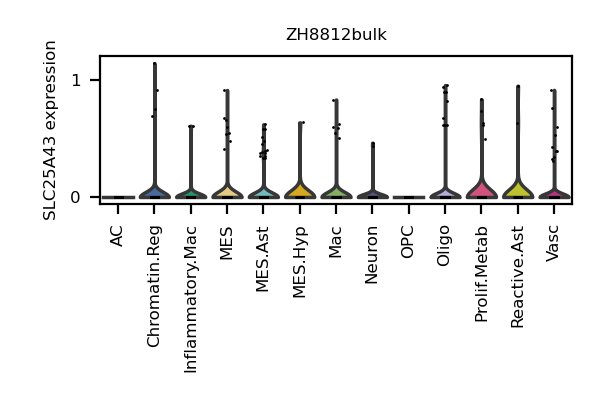 ZH8812bulk
SLC25A43 expression
1
0
AC
Chromatin.Reg
Inflammatory.Mac
MES
MES.Ast
MES.Hyp
Mac
Neuron
OPC
Oligo
Prolif.Metab
Reactive.Ast
Vasc